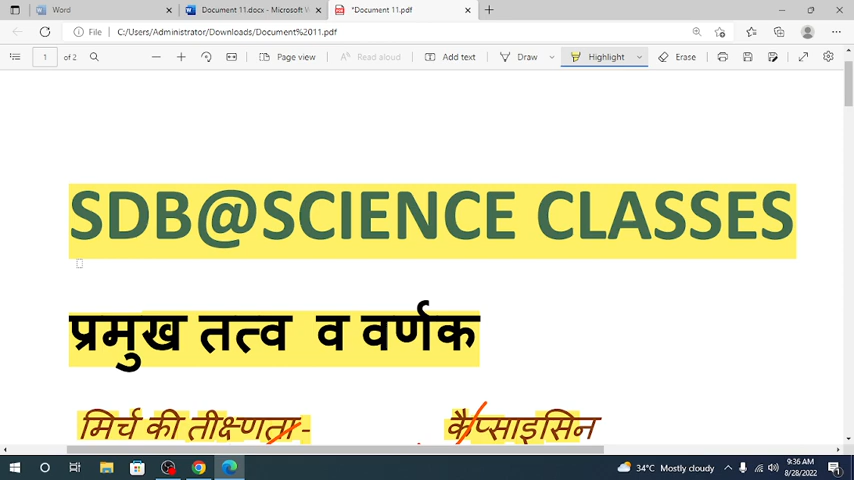 Word
Document 11.docx - Microsoft W
*Document 11.pdf
File
C:/Users/Administrator/Downloads/Document%2011.pdf
1 of 2
Page view
Read aloud
Add text
Draw
Highlight
Erase
SDB@SCIENCE CLASSES
प्रमुख तत्व व वर्णक
मिर्च की तीक्ष्णता - कैप्साइसिन
34°C Mostly cloudy
9:36 AM
8/28/2022